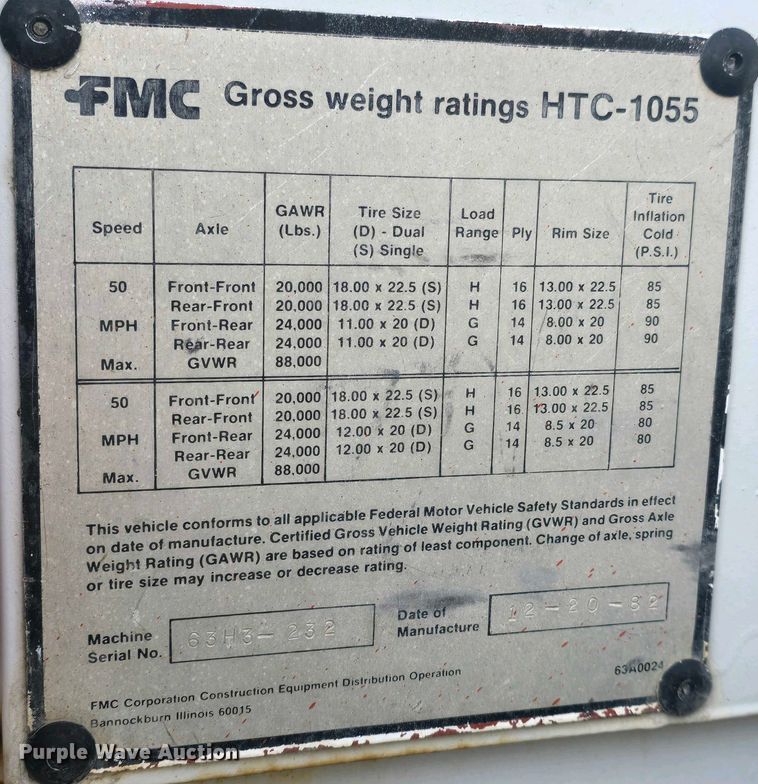 FMC Gross weight ratings HTC-1055
Speed Axle GAWR (Lbs.) Tire Size (D) - Dual (S) Single Load Range Ply Rim Size Tire Inflation Cold (P.S.I.)
50 Front-Front 20,000 18.00 x 22.5 (S) H 16 13.00 x 22.5 85
Rear-Front 20,000 18.00 x 22.5 (S) H 16 13.00 x 22.5 85
MPH Front-Rear 24,000 11.00 x 20 (D) G 14 8.00 x 20 90
Rear-Rear 24,000 11.00 x 20 (D) G 14 8.00 x 20 90
Max. GVWR 88,000
50 Front-Front 20,000 18.00 x 22.5 (S) H 16 13.00 x 22.5 85
Rear-Front 20,000 18.00 x 22.5 (S) H 16 13.00 x 22.5 85
MPH Front-Rear 24,000 12.00 x 20 (D) G 14 8.5 x 20 80
Rear-Rear 24,000 12.00 x 20 (D) G 14 8.5 x 20 80
Max. GVWR 88.000
This vehicle conforms to all applicable Federal Motor Vehicle Safety Standards in effect
on date of manufacture. Certified Gross Vehicle Weight Rating (GVWR) and Gross Axle
Weight Rating (GAWR) are based on rating of least component. Change of axle, spring
or tire size may increase or decrease rating.
Machine Serial No. 63H3-232 Date of Manufacture 12-20-82
FMC Corporation Construction Equipment Distribution Operation 63A0024
Bannockburn Illinois 60015
Purple Wave Auction